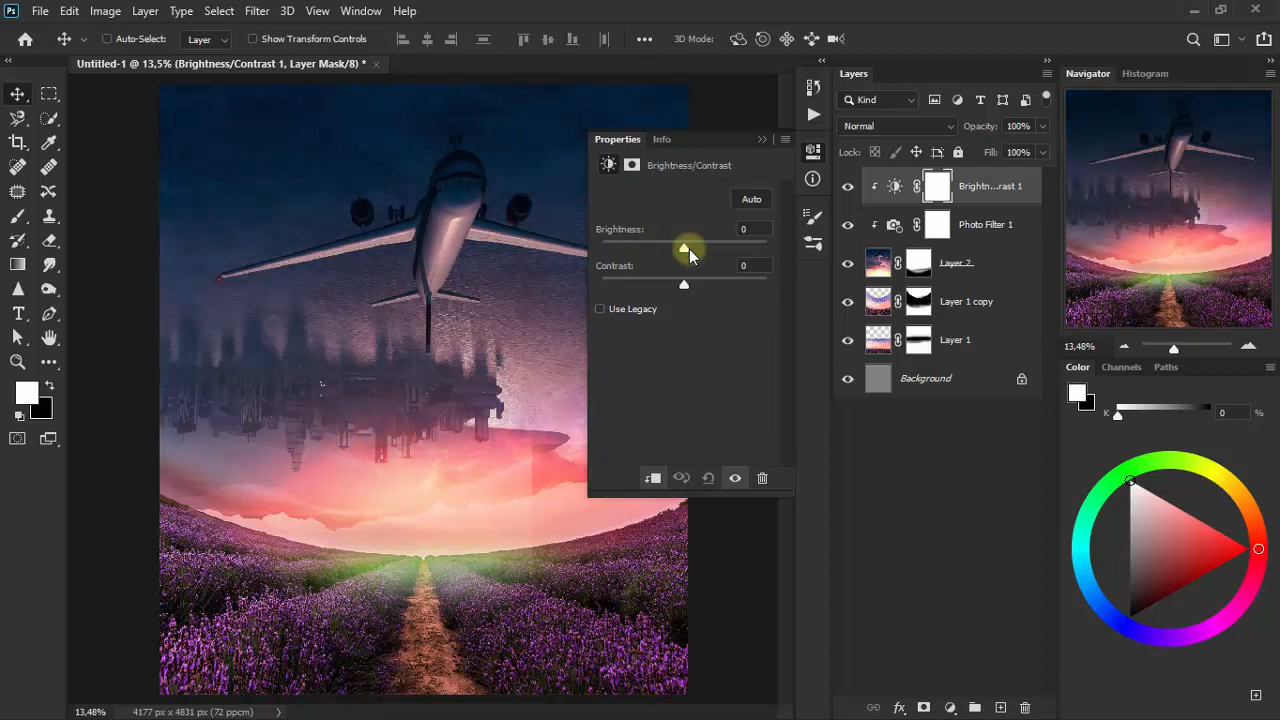 Ps File Edit Image Layer Type Select Filter 3D View Window Help
Auto-Select: Layer Show Transform Controls 3D Mode:
Untitled-1 @ 13,5% (Brightness/Contrast 1, Layer Mask/8) *
Properties Info
Brightness/Contrast
Auto
Brightness: 0
Contrast: 0
Use Legacy
Layers
Kind
Normal Opacity: 100%
Lock: Fill: 100%
Brightn...rast 1
Photo Filter 1
Layer 2
Layer 1 copy
Layer 1
Background
Navigator Histogram
13,48%
Color Channels Paths
K 0 %
13,48% 4177 px x 4831 px (72 ppcm)